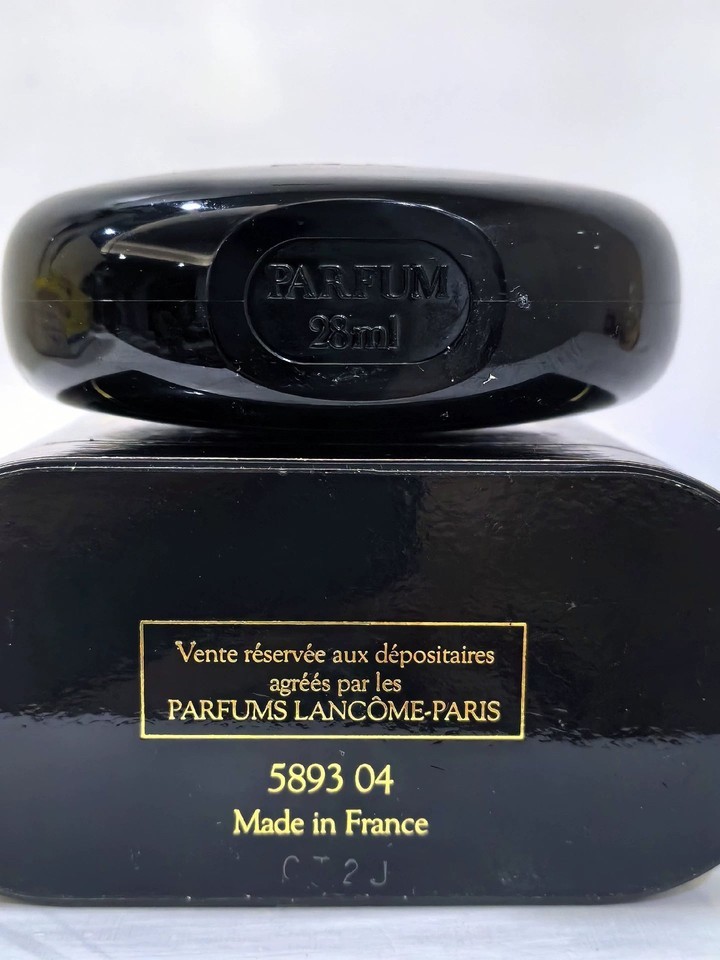 PARFUM
28ml
Vente réservée aux dépositaires
agréés par les
PARFUMS LANCÔME-PARIS
5893 04
Made in France